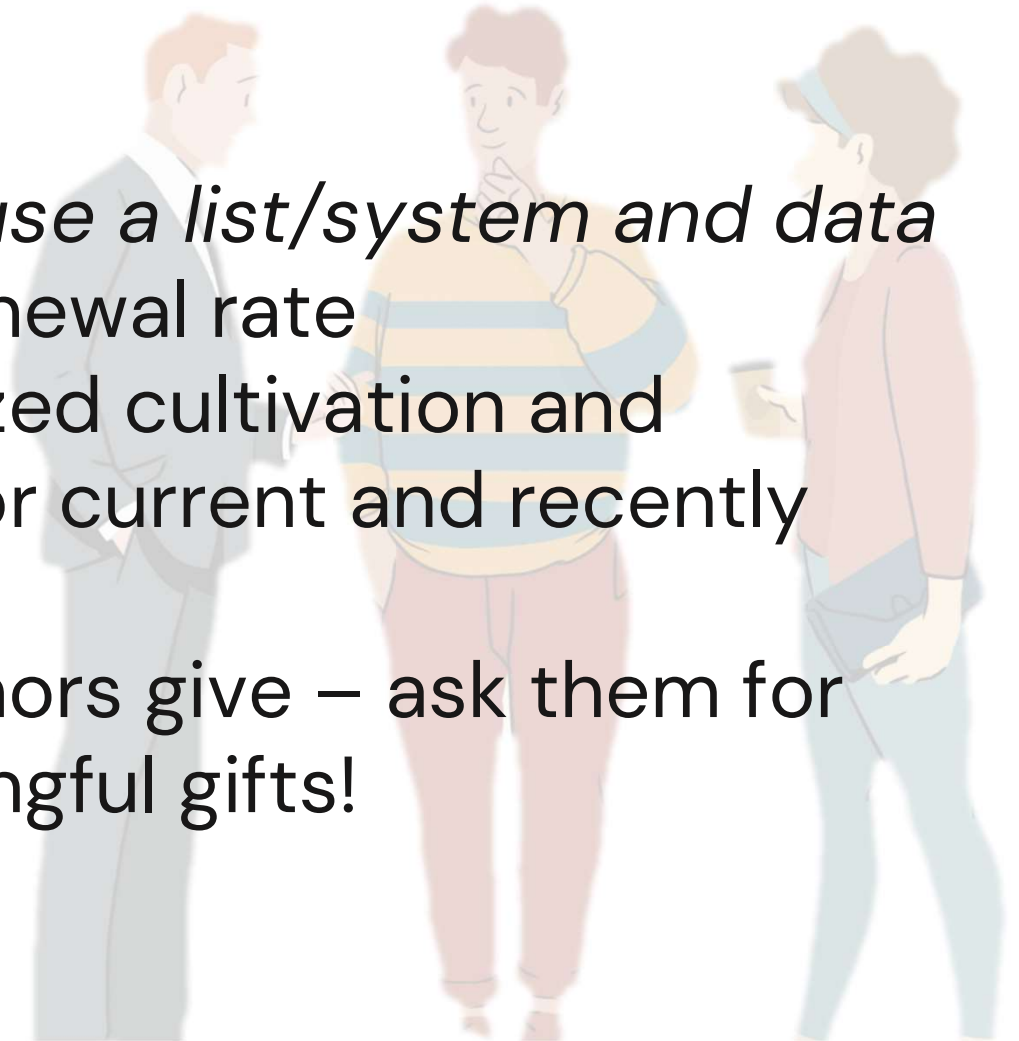 use a list/system and data
newal rate
zed cultivation and
or current and recently
nors give – ask them for
ngful gifts!